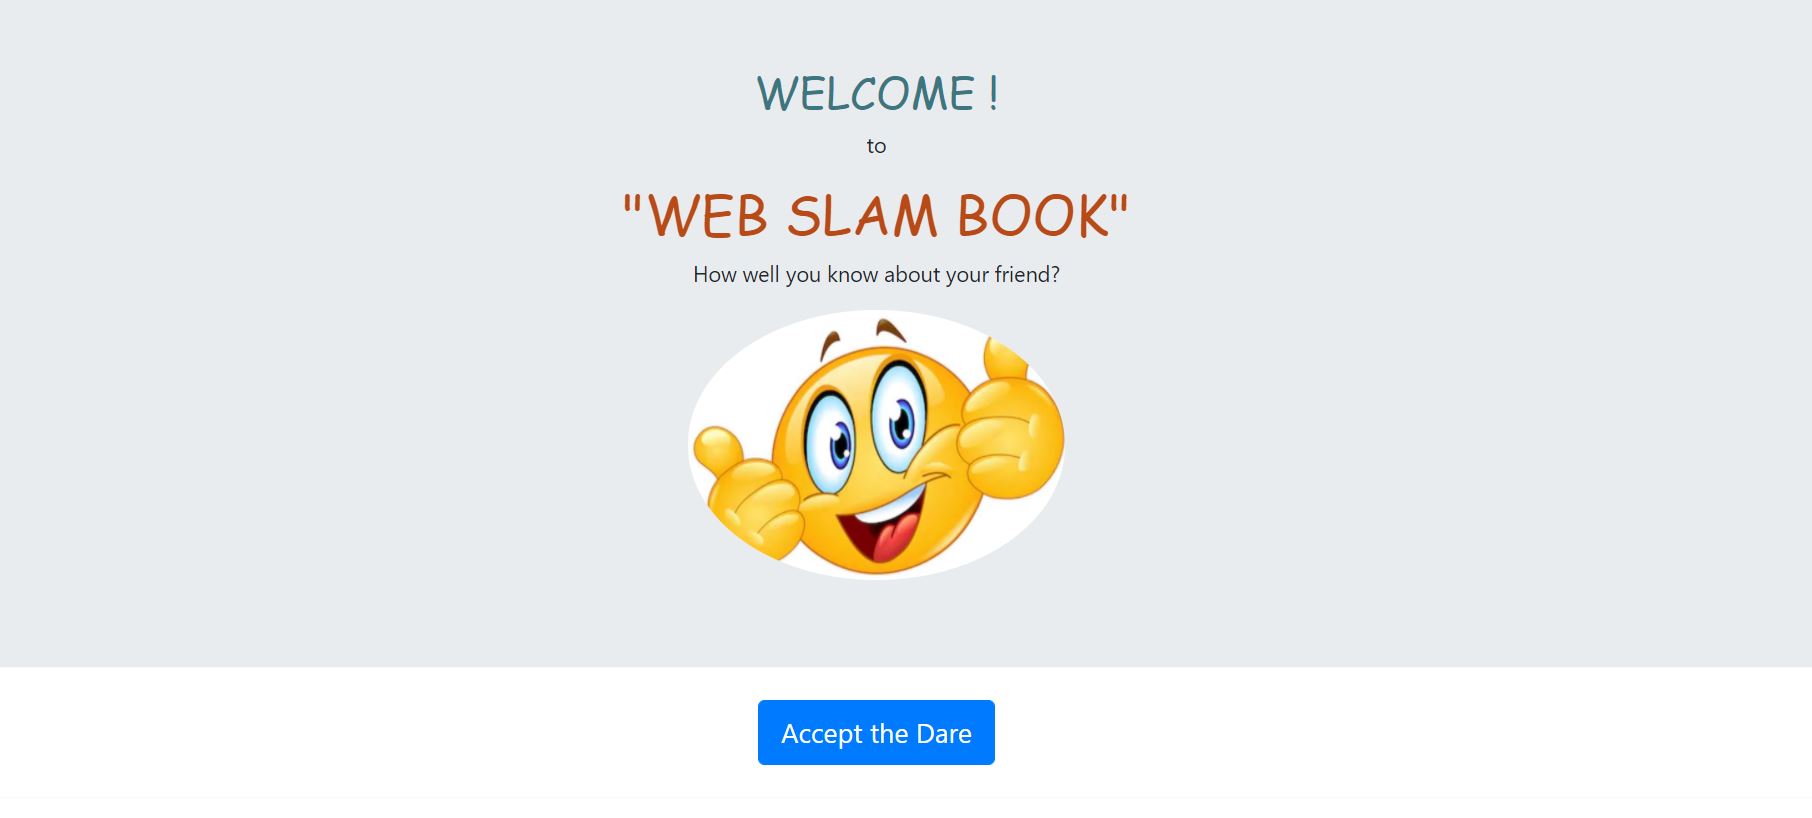 WELCOME !
to
"WEB SLAM BOOK"
How well you know about your friend?
Accept the Dare